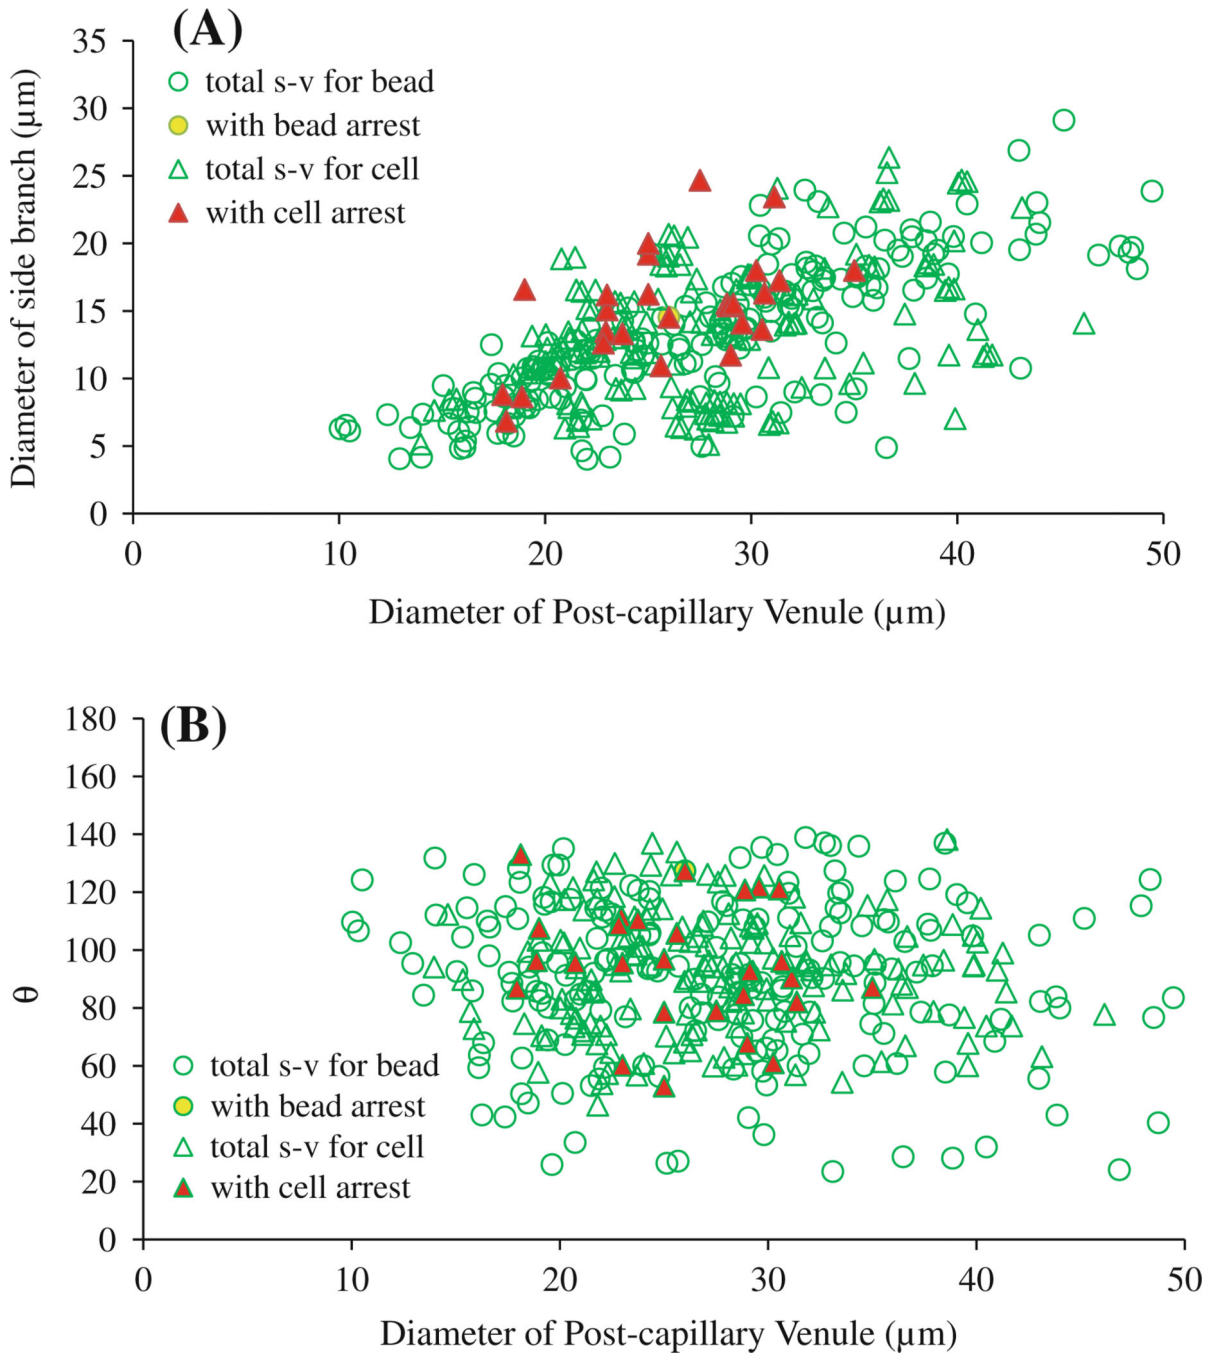 (A)
35
30
25
20
15
10
5
0
Diameter of side branch (µm)
total s-v for bead
with bead arrest
total s-v for cell
with cell arrest
0 10 20 30 40 50
Diameter of Post-capillary Venule (µm)
(B)
180
160
140
120
100
80
60
40
20
0
θ
total s-v for bead
with bead arrest
total s-v for cell
with cell arrest
0 10 20 30 40 50
Diameter of Post-capillary Venule (µm)